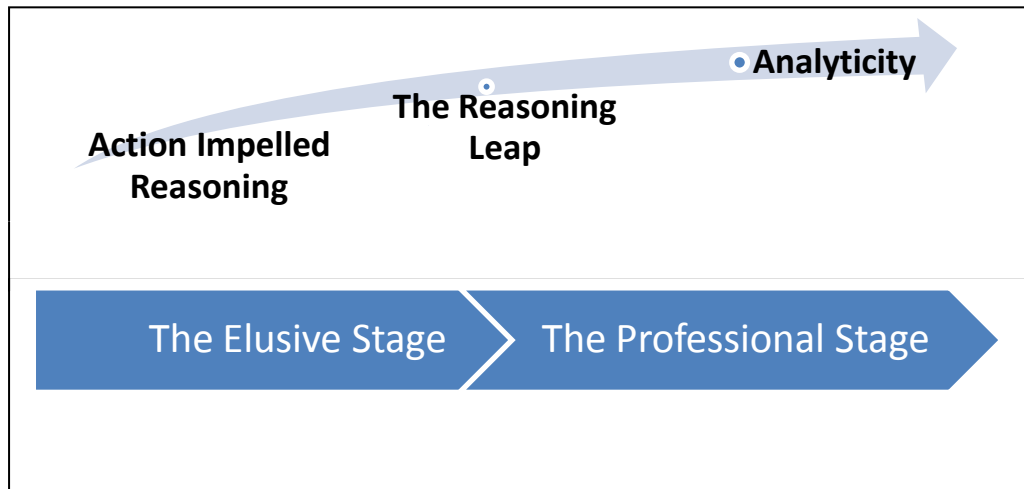 Analyticity
The Reasoning
Leap
Action Impelled
Reasoning
The Elusive Stage
The Professional Stage